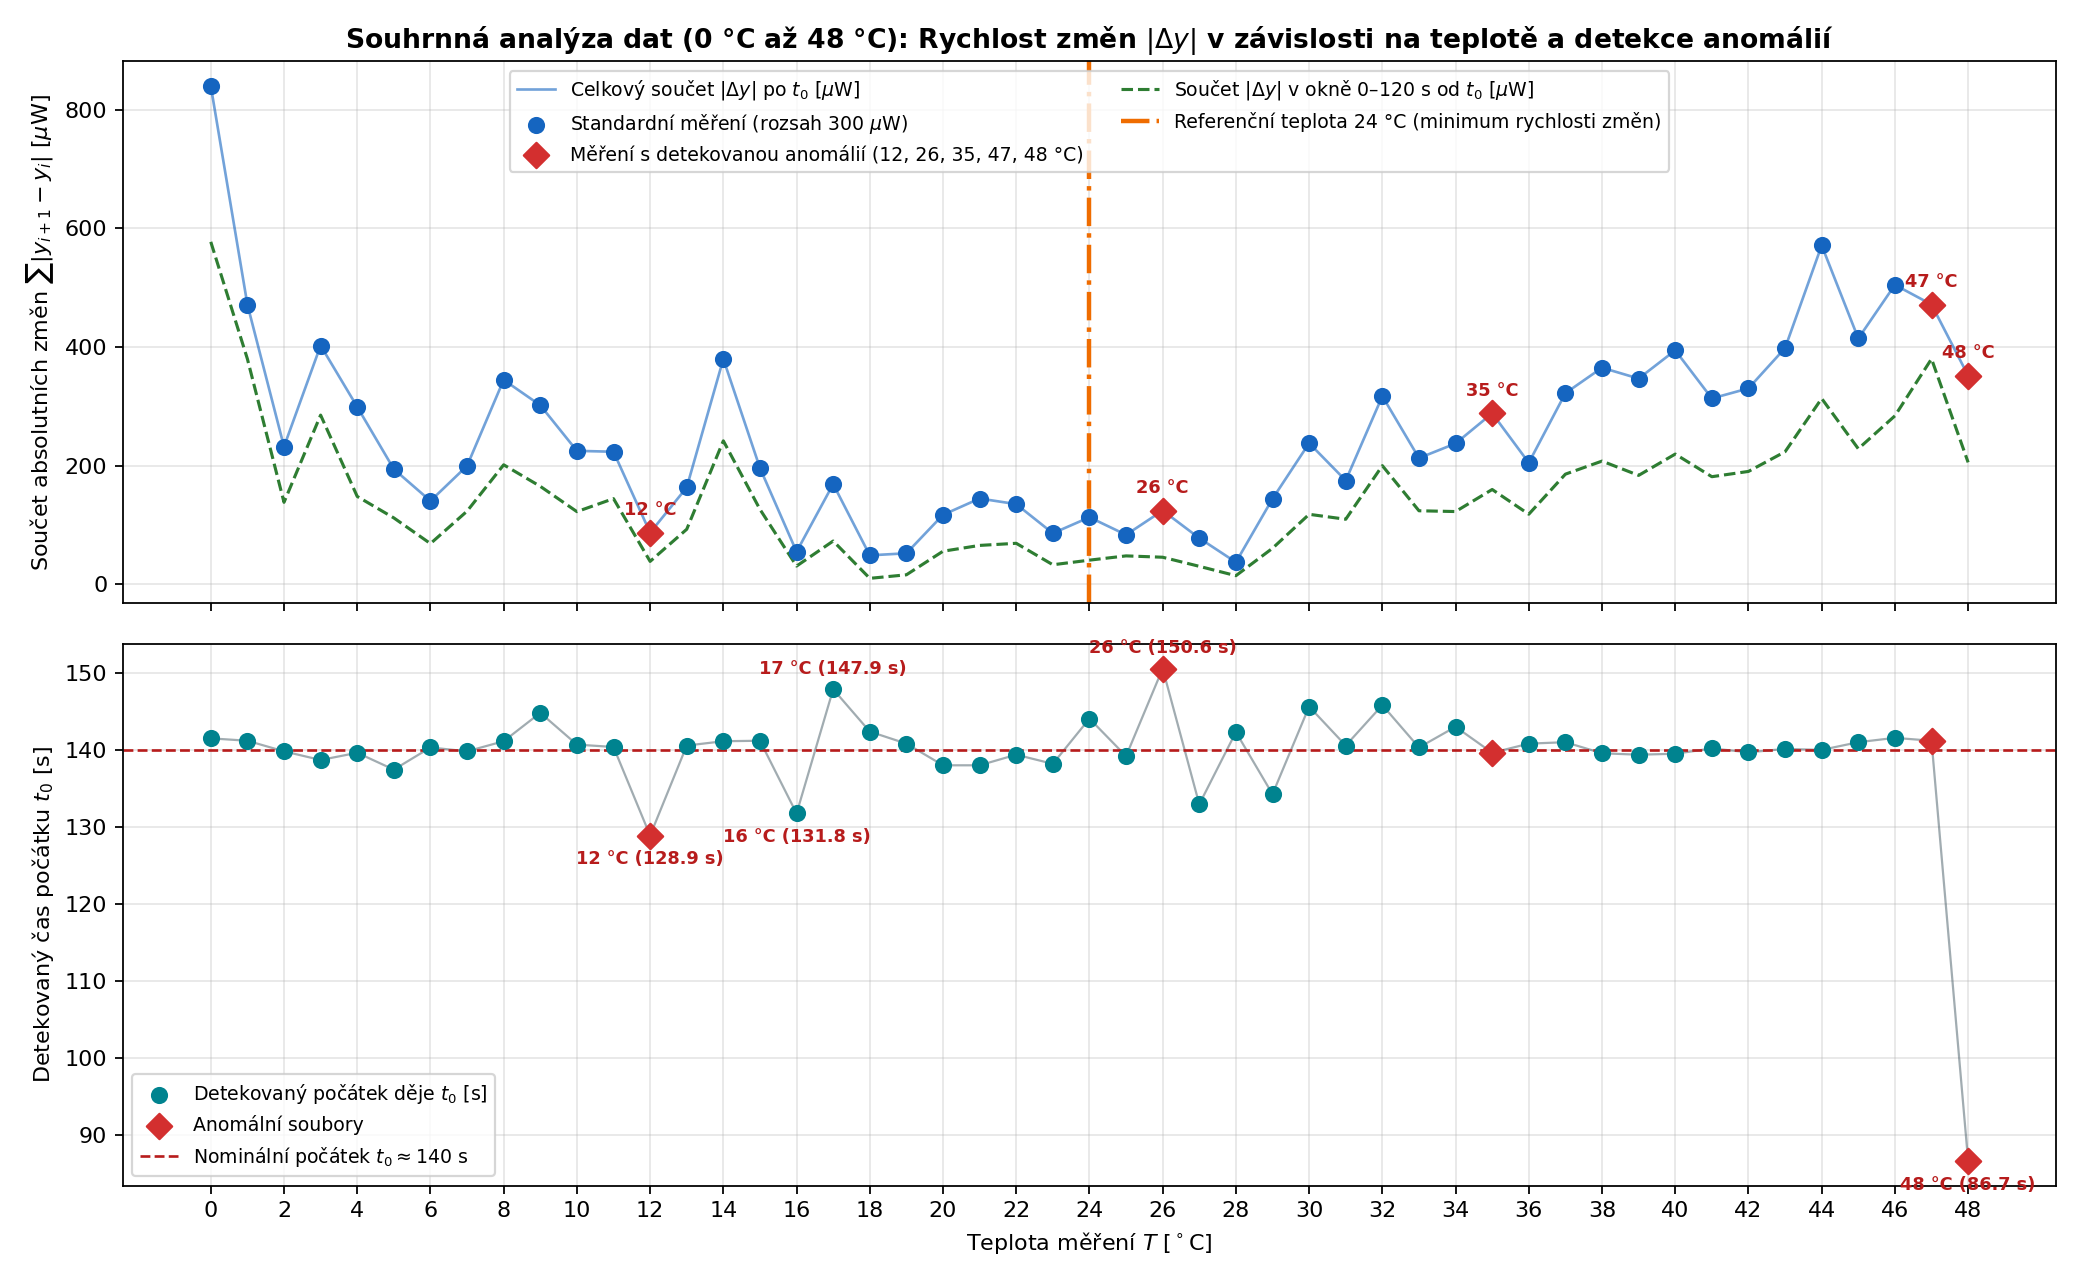 Souhrnná analýza dat (0 °C až 48 °C): Rychlost změn |Δy| v závislosti na teplotě a detekce anomálií
Součet absolutních změn ∑|y_{i+1} − y_i| [μW]
800
600
400
200
0
Celkový součet |Δy| po t₀ [μW]
Standardní měření (rozsah 300 μW)
Měření s detekovanou anomálií (12, 26, 35, 47, 48 °C)
Součet |Δy| v okně 0–120 s od t₀ [μW]
Referenční teplota 24 °C (minimum rychlosti změn)
12 °C
26 °C
35 °C
47 °C
48 °C
Detekovaný čas počátku t₀ [s]
150
140
130
120
110
100
90
26 °C (150.6 s)
17 °C (147.9 s)
16 °C (131.8 s)
12 °C (128.9 s)
48 °C (86.7 s)
Detekovaný počátek děje t₀ [s]
Anomální soubory
Nominální počátek t₀ ≈ 140 s
0 2 4 6 8 10 12 14 16 18 20 22 24 26 28 30 32 34 36 38 40 42 44 46 48
Teplota měření T [°C]